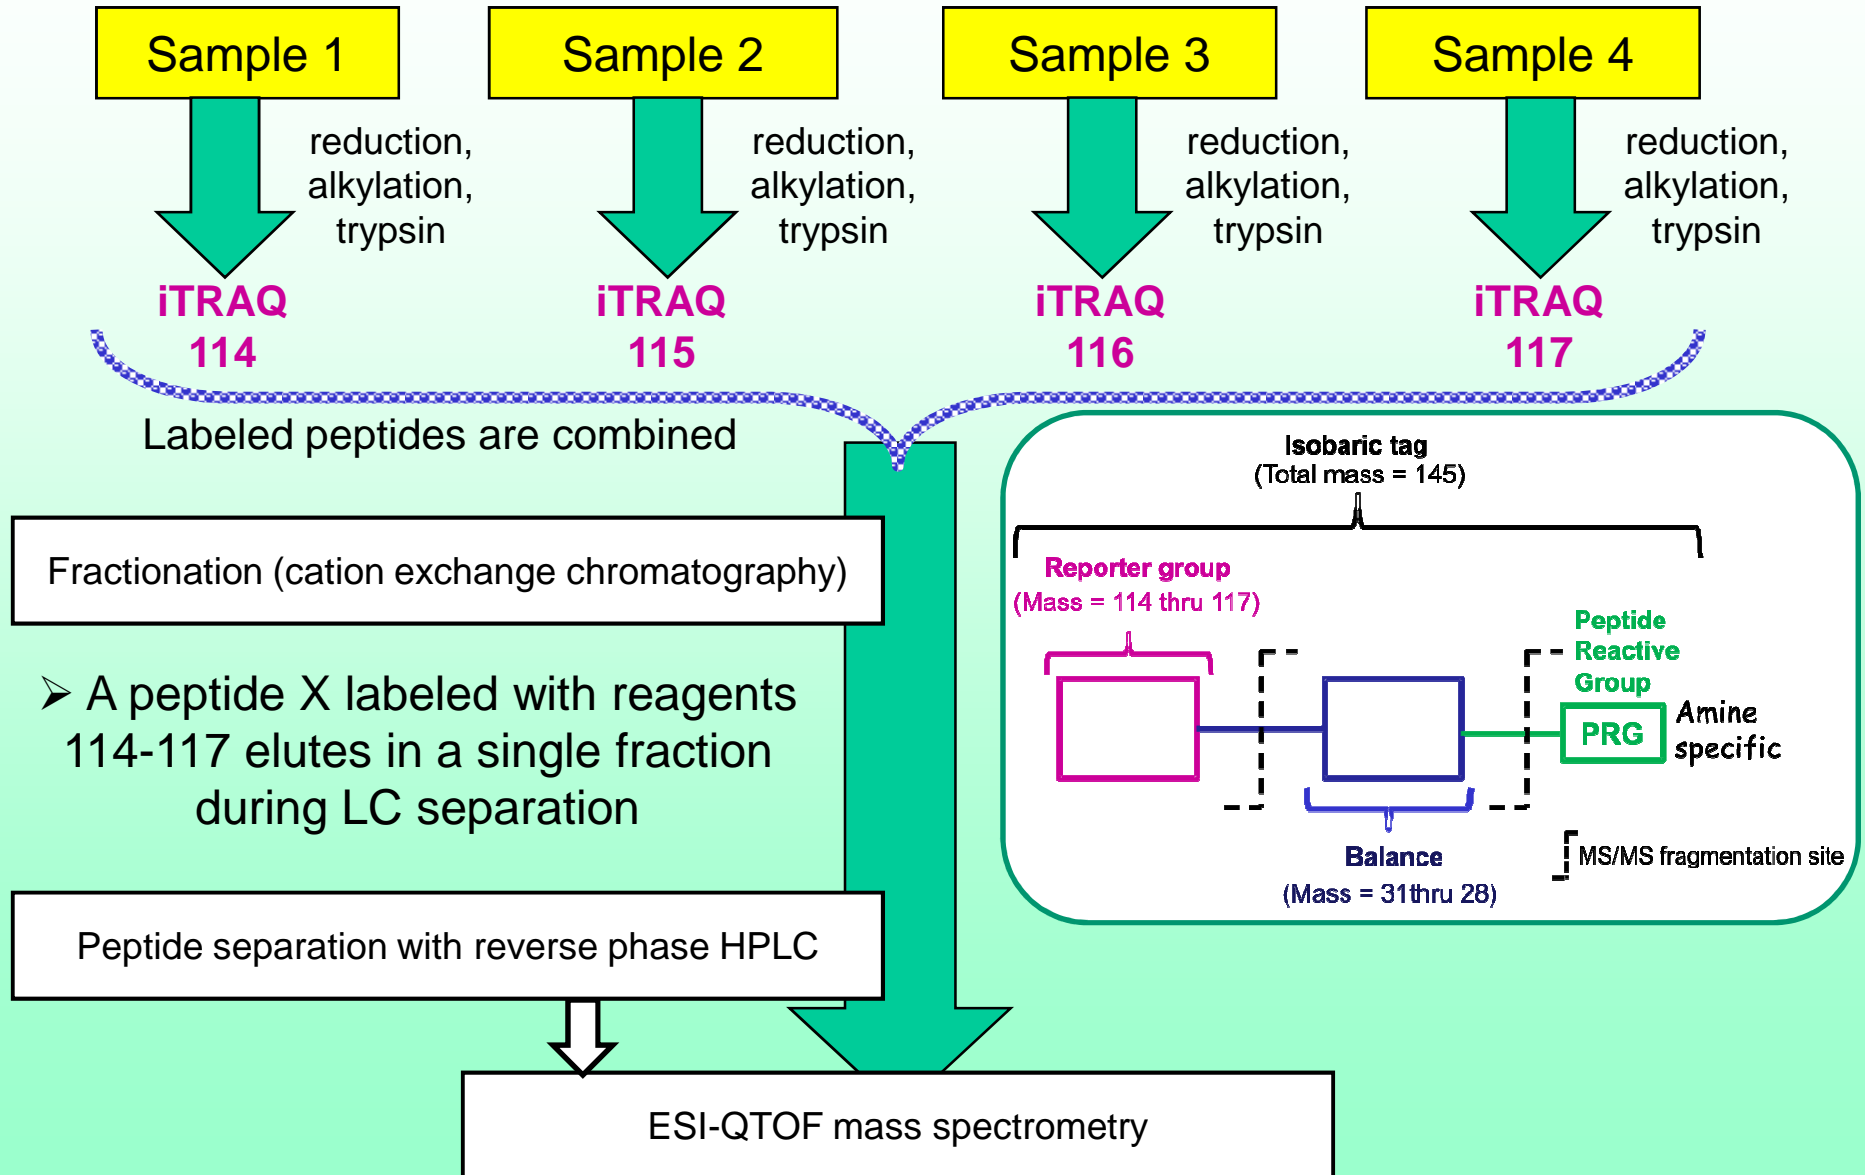 Sample 1
Sample 2
Sample 3
Sample 4
reduction,
alkylation,
trypsin
reduction,
alkylation,
trypsin
reduction,
alkylation,
trypsin
reduction,
alkylation,
trypsin
iTRAQ
114
iTRAQ
115
iTRAQ
116
iTRAQ
117
Labeled peptides are combined
Fractionation (cation exchange chromatography)
➢ A peptide X labeled with reagents
114-117 elutes in a single fraction
during LC separation
Peptide separation with reverse phase HPLC
ESI-QTOF mass spectrometry
Isobaric tag
(Total mass = 145)
Reporter group
(Mass = 114 thru 117)
Peptide
Reactive
Group
PRG
Amine
specific
Balance
(Mass = 31thru 28)
MS/MS fragmentation site